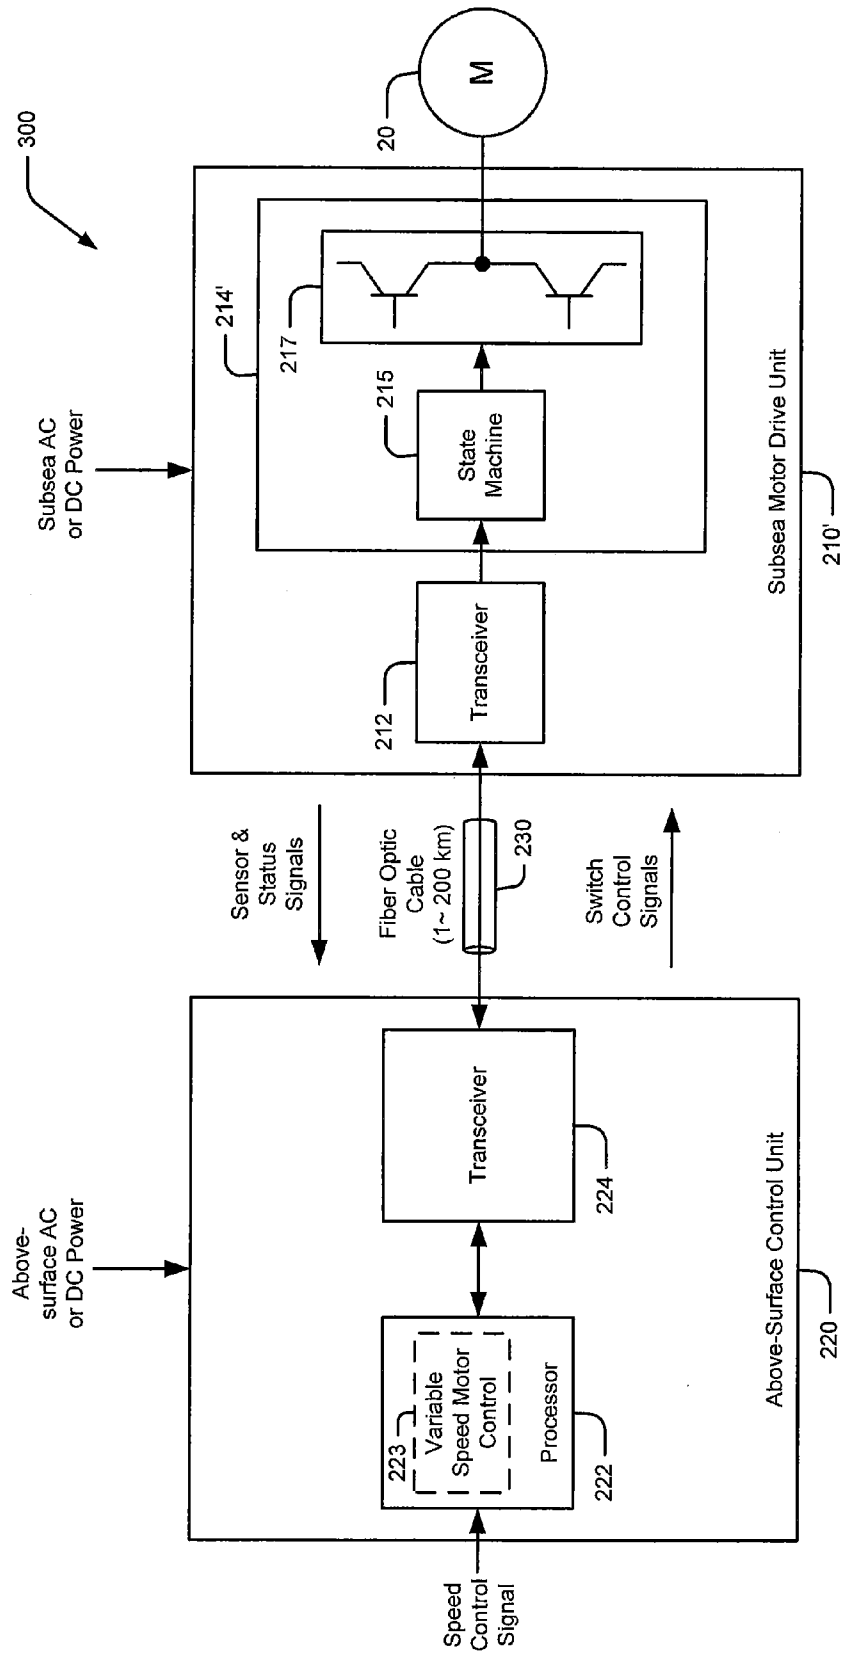 300
Above-
surface AC
or DC Power
Subsea AC
or DC Power
Speed
Control
Signal
223
Variable
Speed Motor
Control
Processor
222
Transceiver
224
Above-Surface Control Unit
220
Sensor &
Status
Signals
Fiber Optic
Cable
(1~ 200 km)
230
Switch
Control
Signals
212
Transceiver
214'
215
State
Machine
217
Subsea Motor Drive Unit
210'
20
M